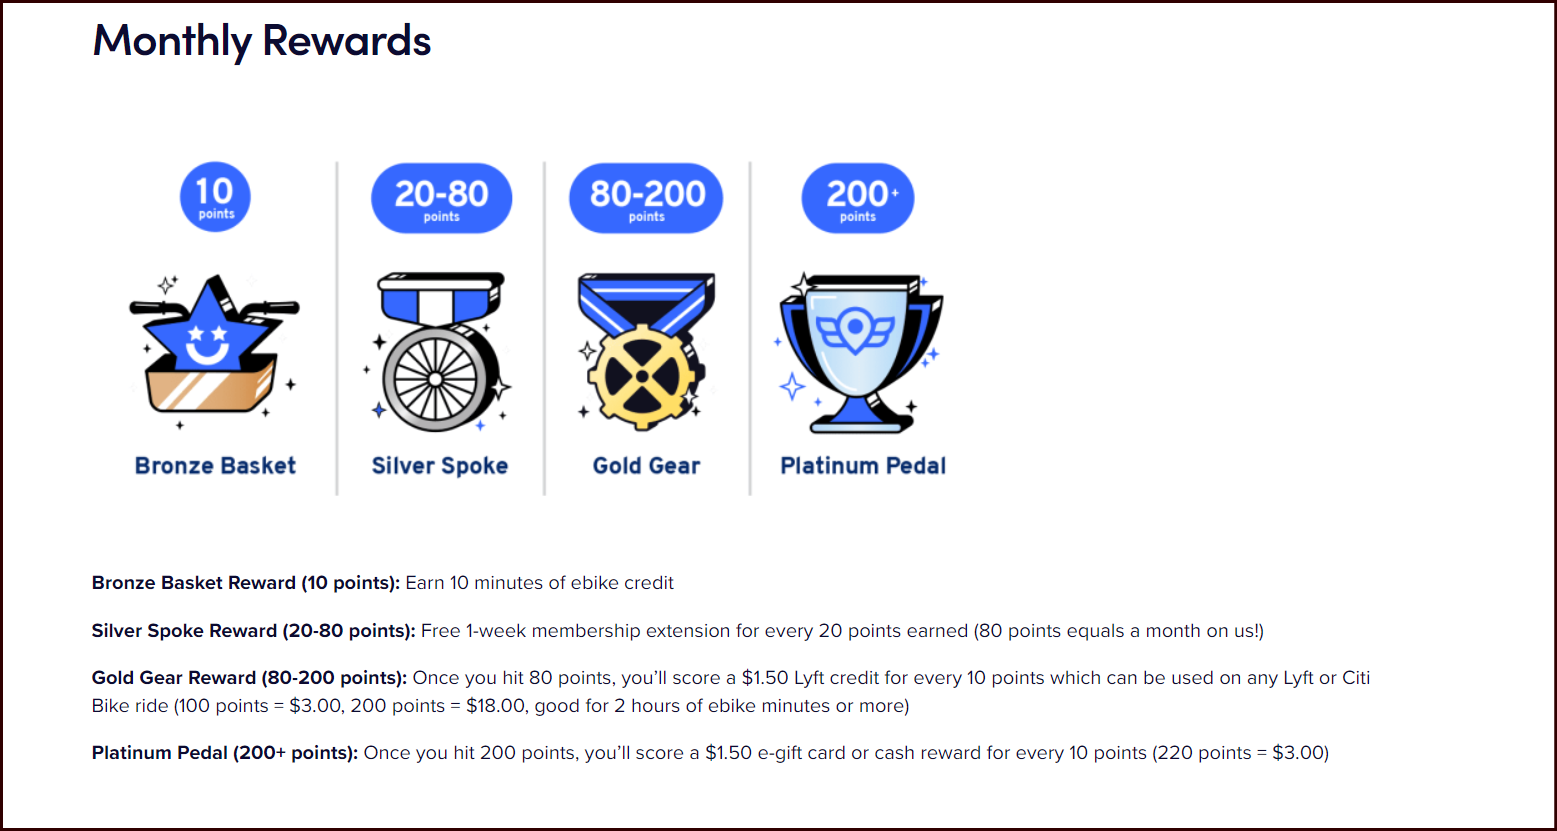 Monthly Rewards
10
points
20-80
points
80-200
points
200+
points
Bronze Basket
Silver Spoke
Gold Gear
Platinum Pedal
Bronze Basket Reward (10 points): Earn 10 minutes of ebike credit
Silver Spoke Reward (20-80 points): Free 1-week membership extension for every 20 points earned (80 points equals a month on us!)
Gold Gear Reward (80-200 points): Once you hit 80 points, you’ll score a $1.50 Lyft credit for every 10 points which can be used on any Lyft or Citi
Bike ride (100 points = $3.00, 200 points = $18.00, good for 2 hours of ebike minutes or more)
Platinum Pedal (200+ points): Once you hit 200 points, you’ll score a $1.50 e-gift card or cash reward for every 10 points (220 points = $3.00)